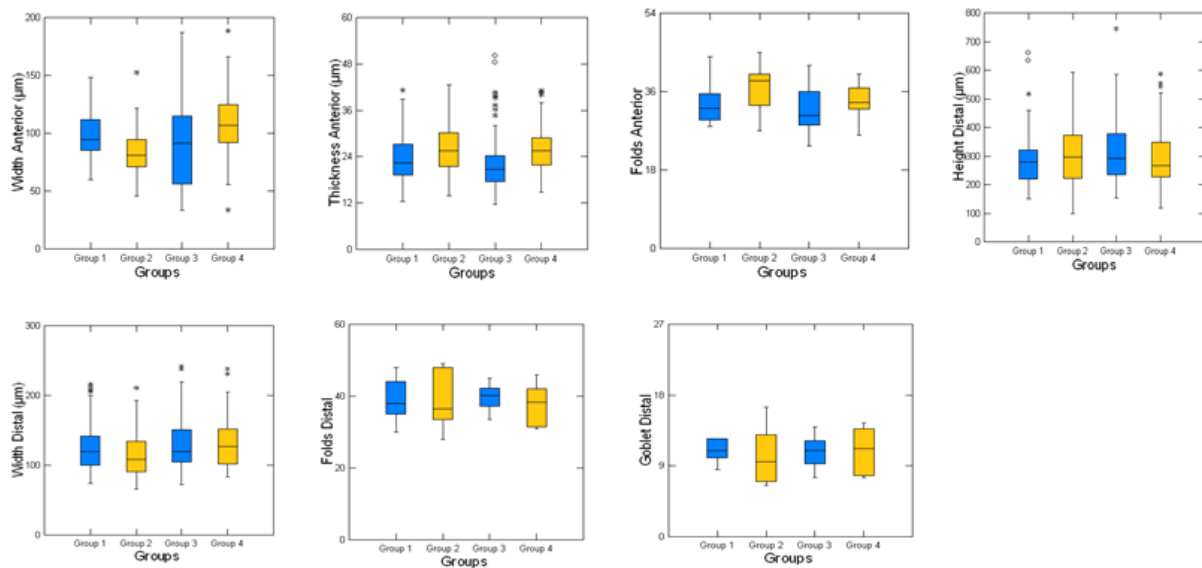 200
150
100
50
0
Width Anterior (µm)
Group 1 Group 2 Group 3 Group 4
Groups
60
48
36
24
12
0
Thickness Anterior (µm)
Group 1 Group 2 Group 3 Group 4
Groups
54
36
18
0
Folds Anterior
Group 1 Group 2 Group 3 Group 4
Groups
800
700
600
500
400
300
200
100
0
Height Distal (µm)
Group 1 Group 2 Group 3 Group 4
Groups
300
200
100
0
Width Distal (µm)
Group 1 Group 2 Group 3 Group 4
Groups
60
40
20
0
Folds Distal
Group 1 Group 2 Group 3 Group 4
Groups
27
18
9
0
Goblet Distal
Group 1 Group 2 Group 3 Group 4
Groups